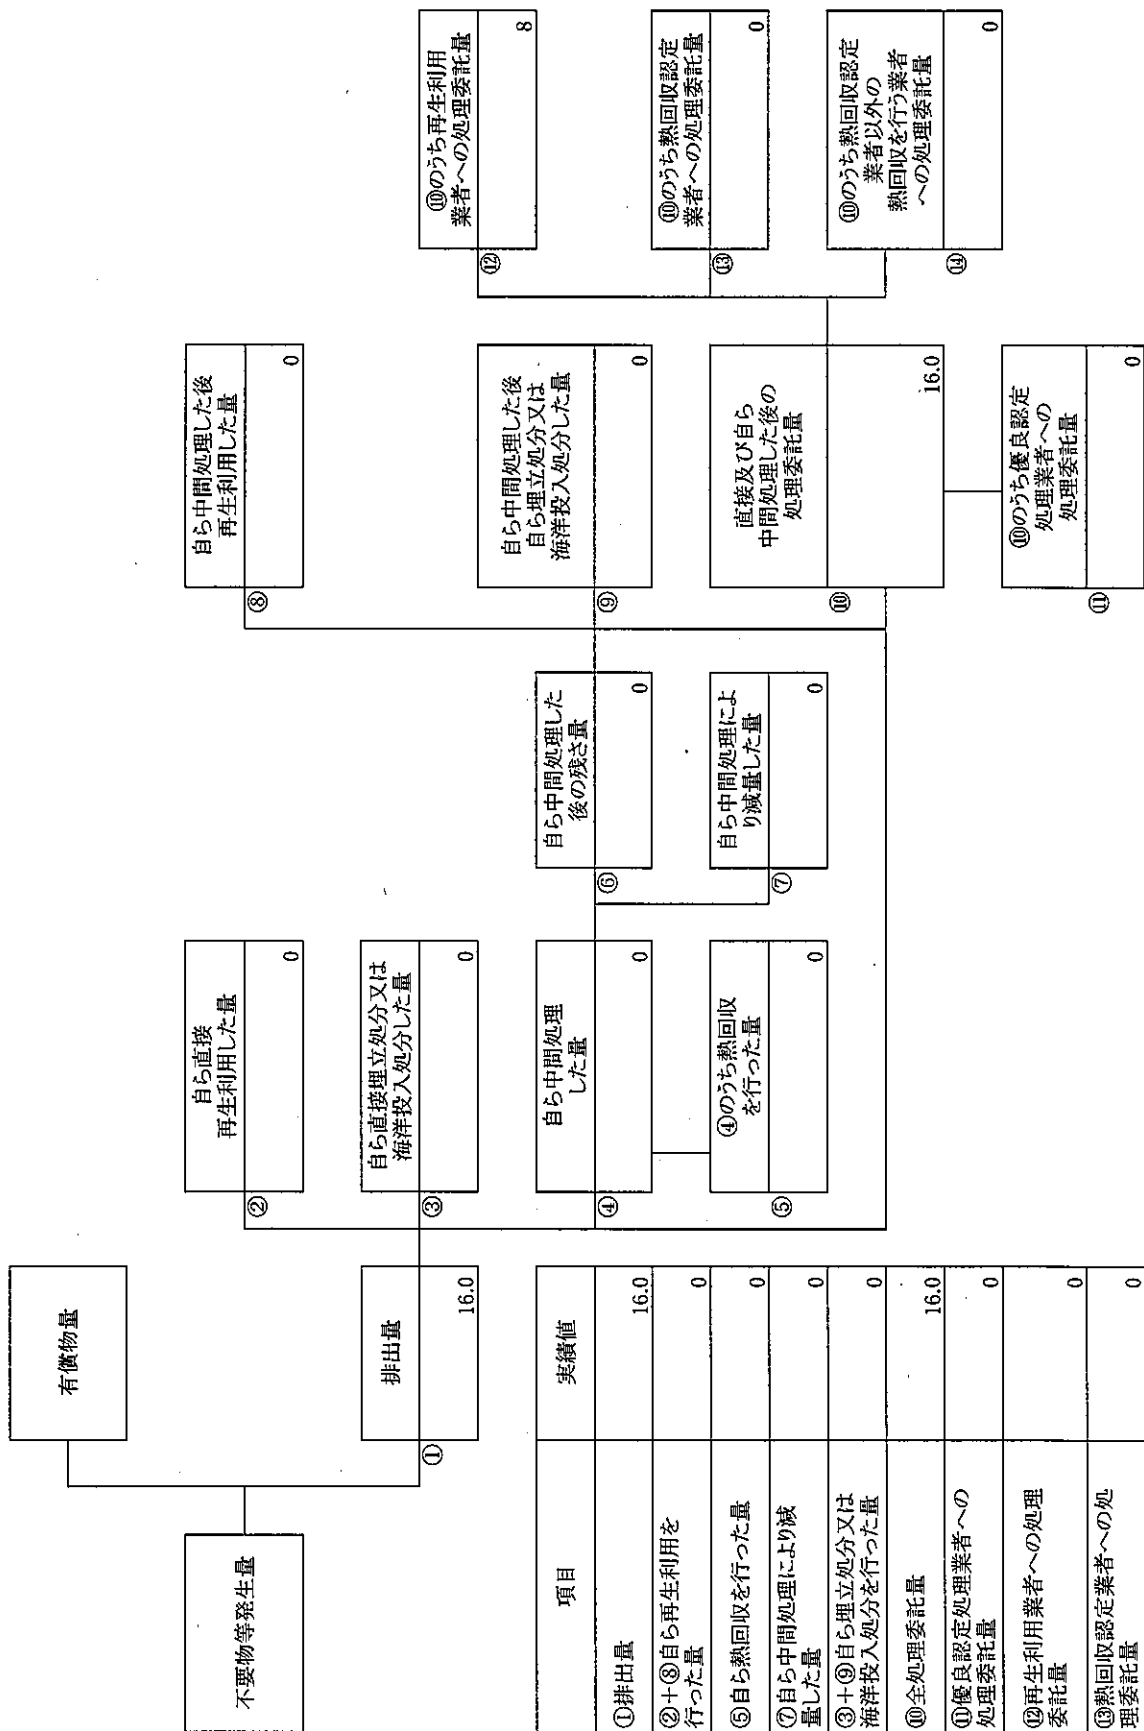 不要物等発生量
有償物量
①
排出量
16.0
②
自ら直接
再生利用した量
0
③
自ら直接埋立処分又は
海洋投入処分した量
0
④
自ら中間処理
した量
0
⑤
④のうち熱回収
を行った量
0
⑥
自ら中間処理した
後の残さ量
0
⑦
自ら中間処理によ
り減量した量
0
⑧
自ら中間処理した後
再生利用した量
0
⑨
自ら中間処理した後
自ら埋立処分又は
海洋投入処分した量
0
⑩
直接及び自ら
中間処理した後の
処理委託量
16.0
⑪
⑩のうち優良認定
処理業者への
処理委託量
0
⑫
⑩のうち再生利用
業者への処理委託量
8
⑬
⑩のうち熱回収認定
業者への処理委託量
0
⑭
⑩のうち熱回収認定
業者以外の
熱回収を行う業者
への処理委託量
0
項目 実績値
①排出量 16.0
②+⑧自ら再生利用を
行った量 0
⑤自ら熱回収を行った量 0
⑦自ら中間処理により減
量した量 0
③+⑨自ら埋立処分又は
海洋投入処分を行った量 0
⑩全処理委託量 16.0
⑪優良認定処理業者への
処理委託量 0
⑫再生利用業者への処理
委託量 0
⑬熱回収認定業者への処
理委託量 0